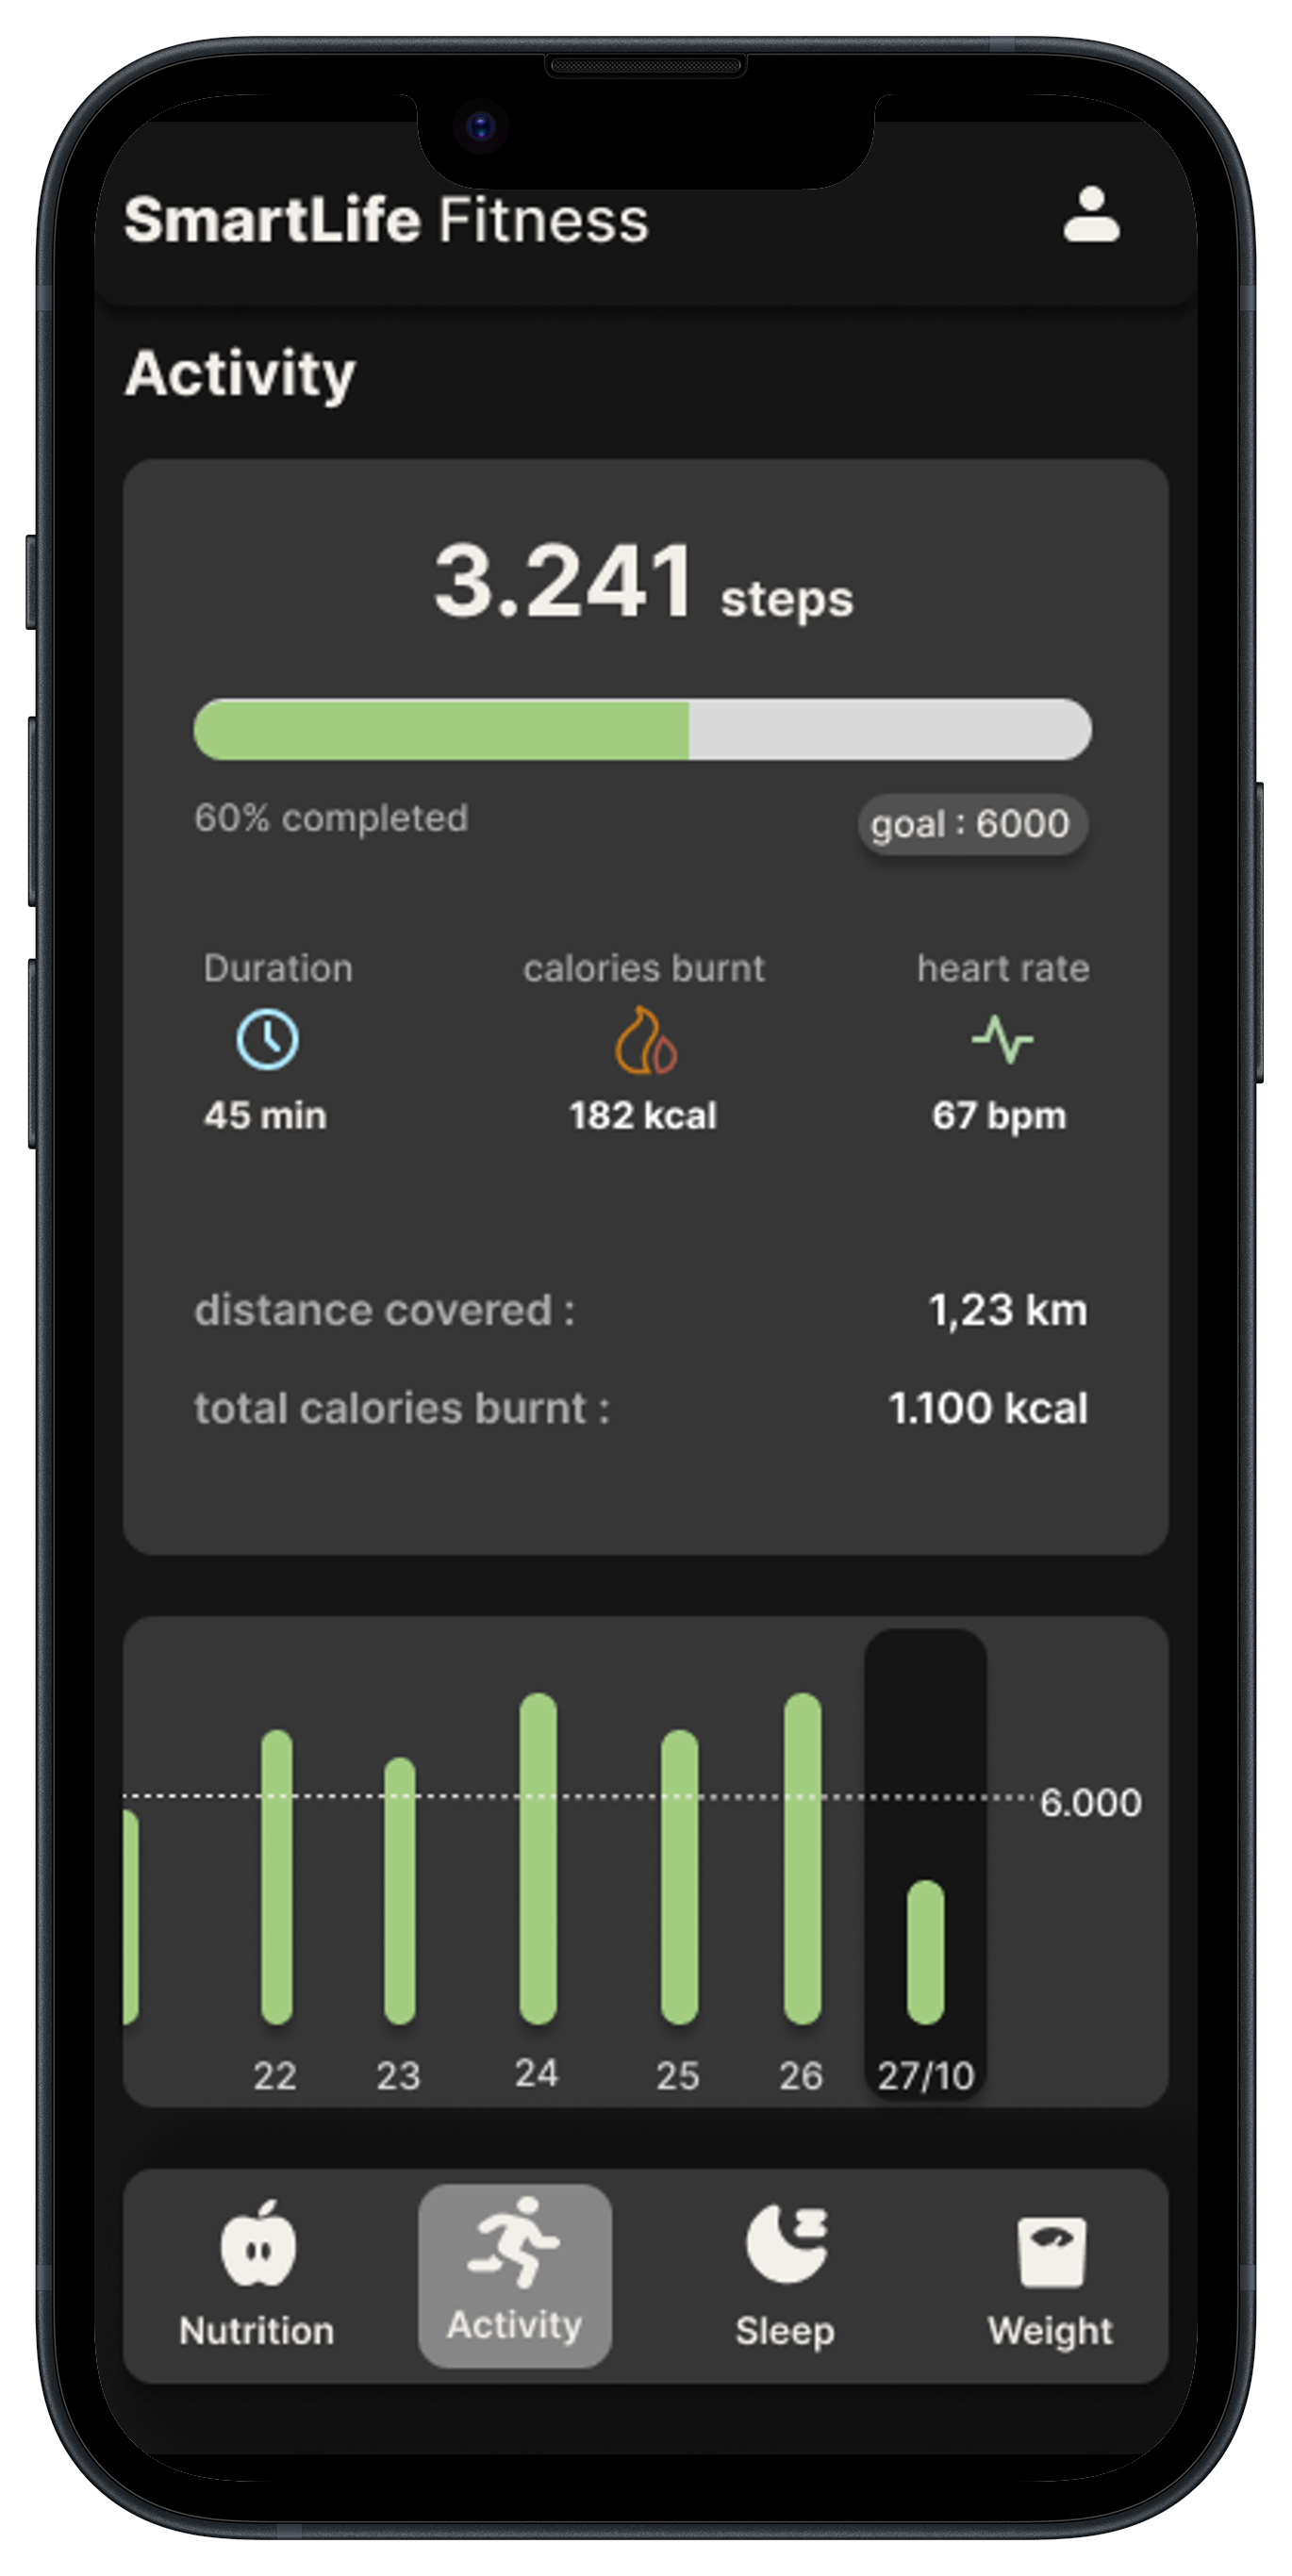 SmartLife Fitness
Activity
3.241 steps
60% completed
goal : 6000
Duration calories burnt heart rate
45 min 182 kcal 67 bpm
distance covered : 1,23 km
total calories burnt : 1.100 kcal
6.000
22 23 24 25 26 27/10
Nutrition Activity Sleep Weight